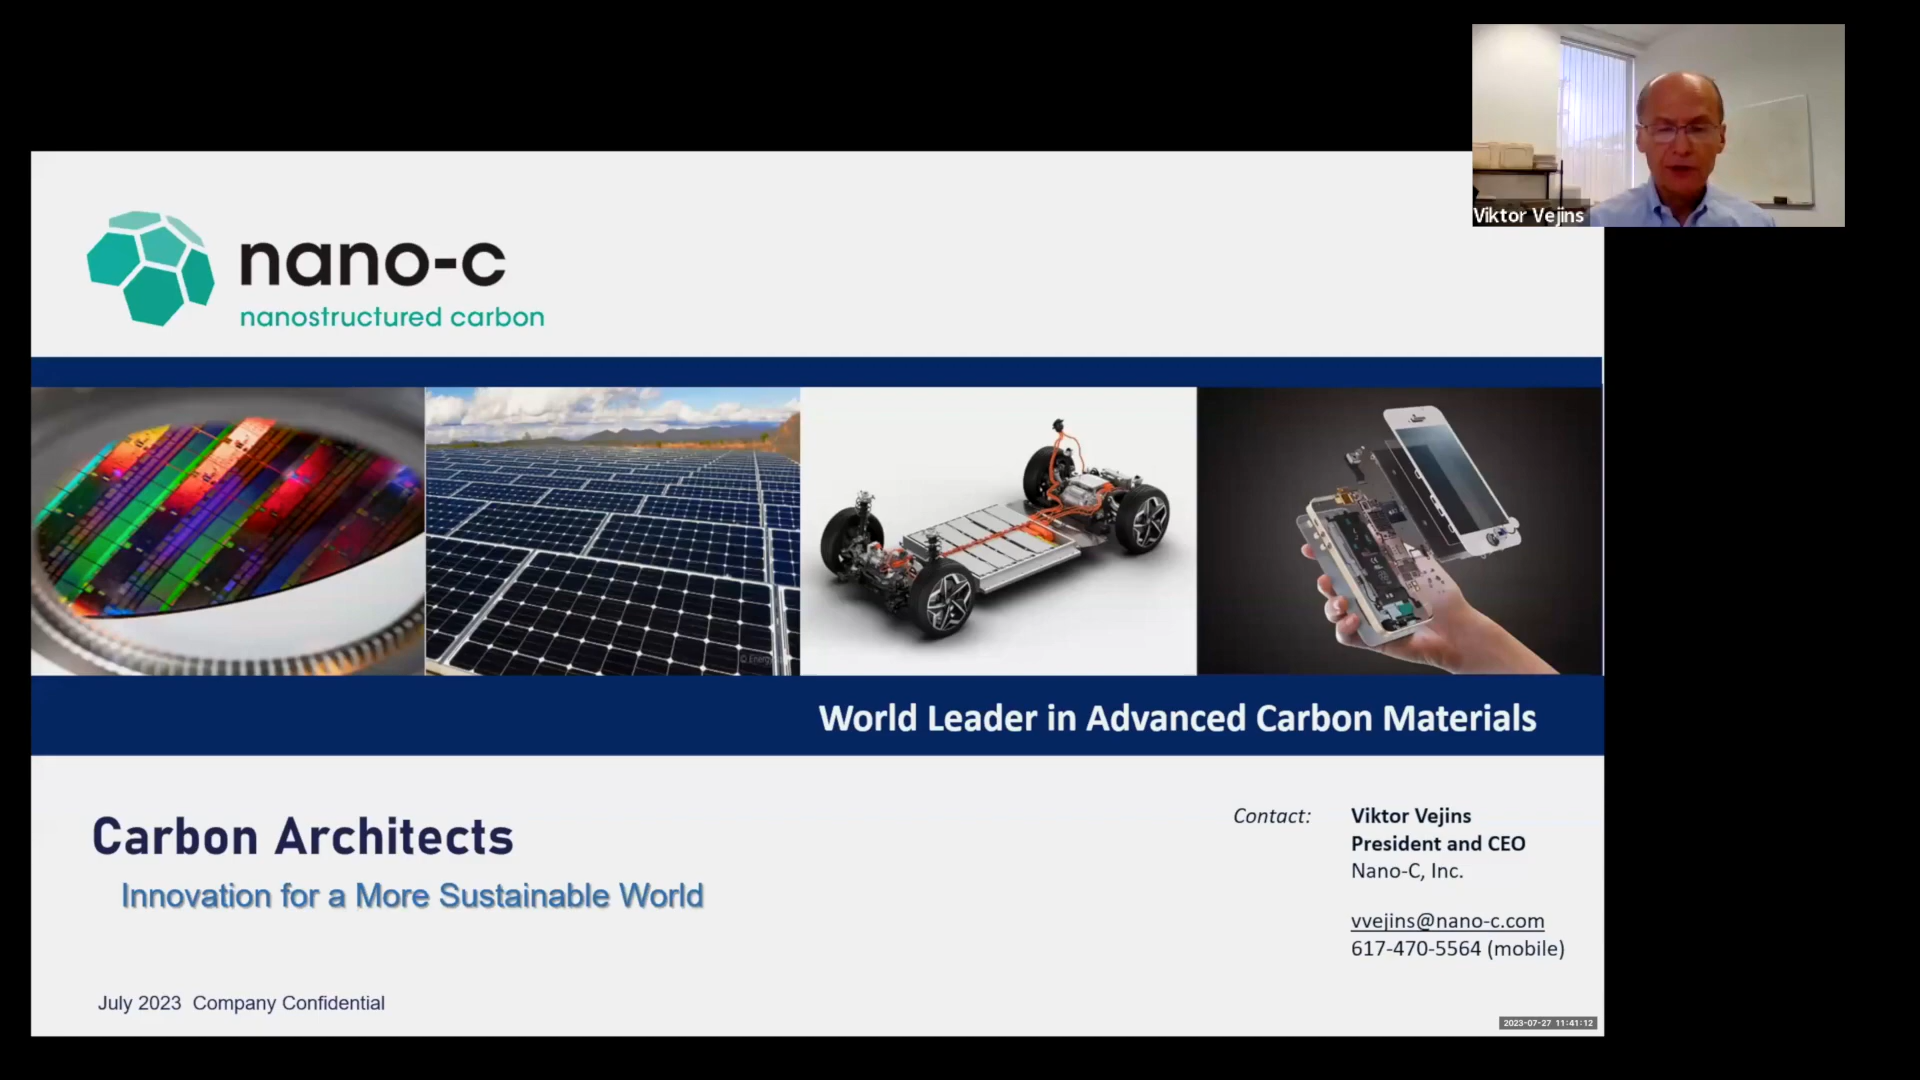 Viktor Vejins
nano-c
nanostructured carbon
© Energy
World Leader in Advanced Carbon Materials
Carbon Architects
Innovation for a More Sustainable World
Contact:
Viktor Vejins
President and CEO
Nano-C, Inc.
vvejins@nano-c.com
617-470-5564 (mobile)
July 2023 Company Confidential
2023-07-27 11:41:12